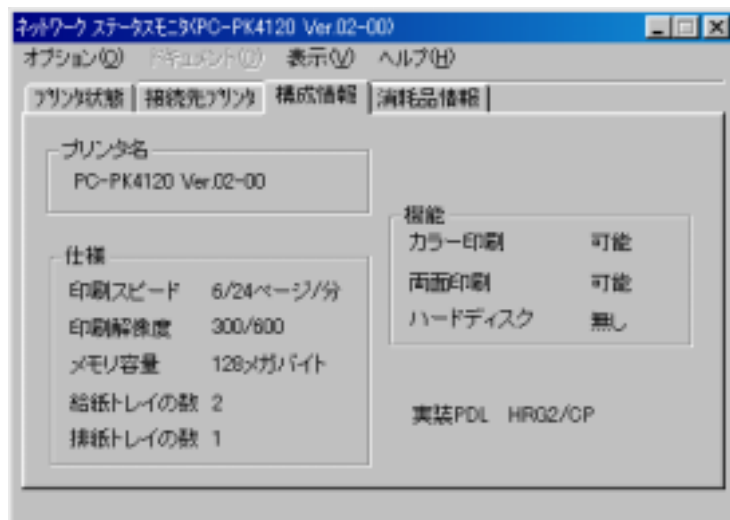 ネットワーク ステータスモニタ(PC-PK4120 Ver.02-00)
オプション(O) ドキュメント(D) 表示(V) ヘルプ(H)
プリンタ状態 接続先プリンタ 構成情報 消耗品情報
プリンタ名
PC-PK4120 Ver.02-00
仕様
印刷スピード 6/24ページ/分
印刷解像度 300/600
メモリ容量 128メガバイト
給紙トレイの数 2
排紙トレイの数 1
機能
カラー印刷 可能
両面印刷 可能
ハードディスク 無し
実装PDL HRG2/CP